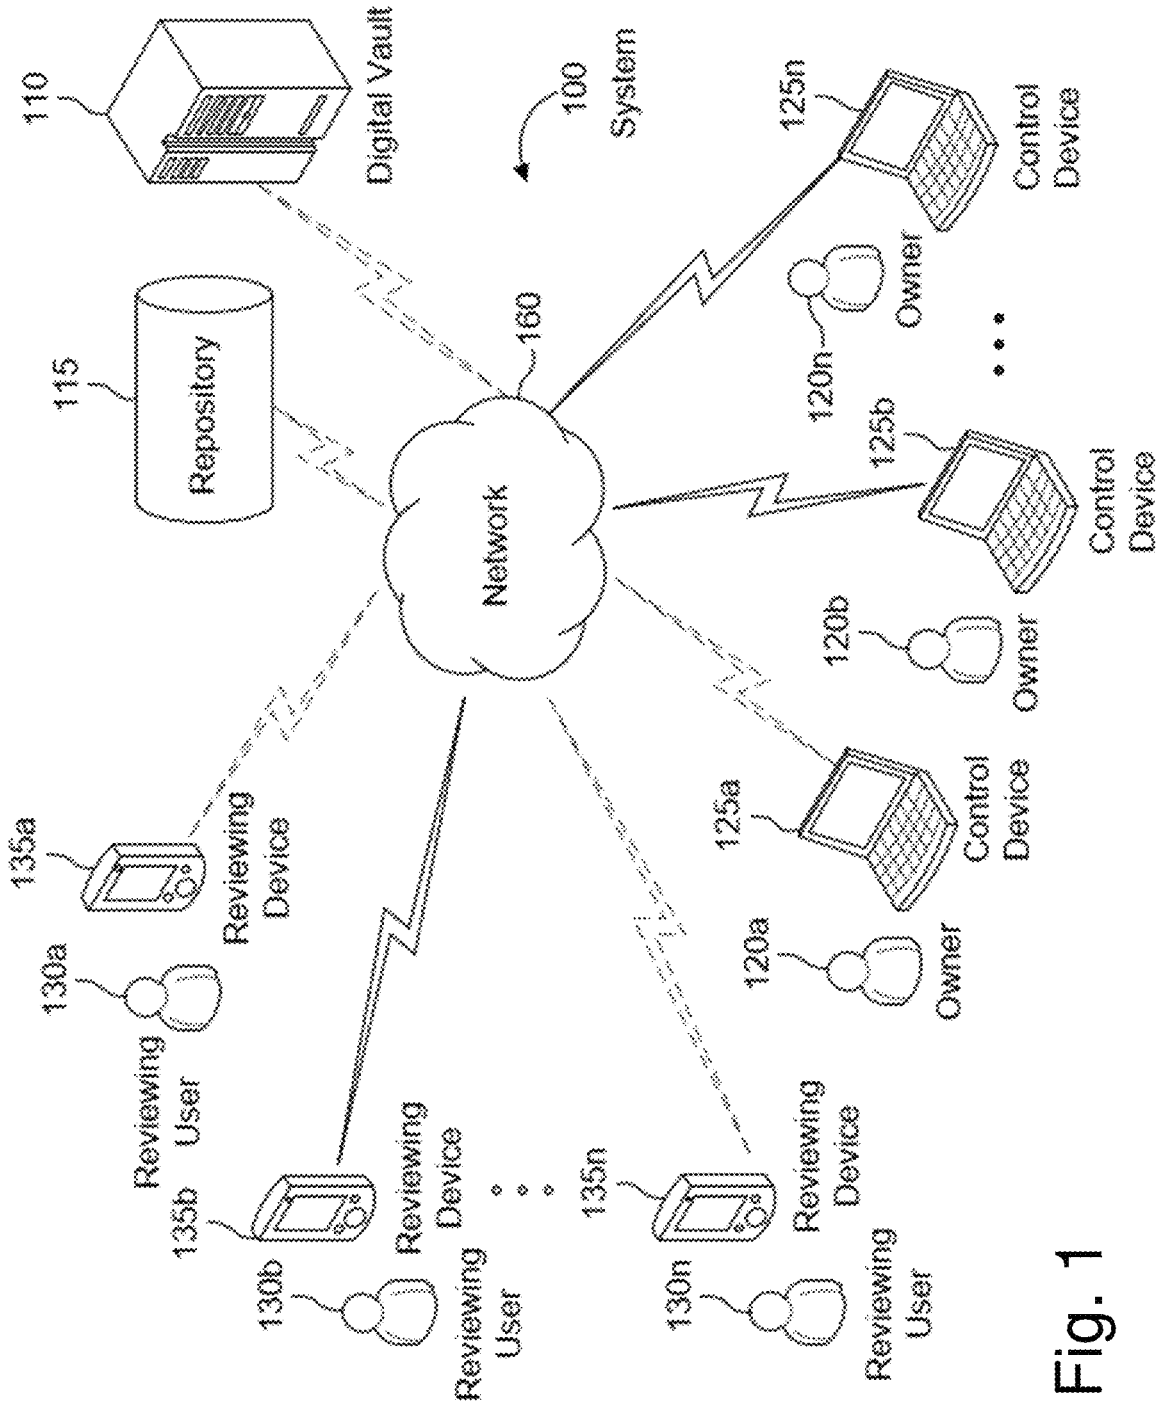 110
Digital Vault
100
System
115
Repository
160
Network
125n
Control
Device
120n
Owner
125b
Control
Device
120b
Owner
125a
Control
Device
120a
Owner
135a
Reviewing
Device
130a
Reviewing
User
135b
Reviewing
Device
130b
Reviewing
User
135n
Reviewing
Device
130n
Reviewing
User
Fig. 1